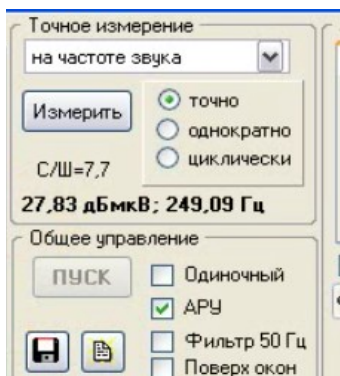 Точное измерение
на частоте звука
Измерить
точно
однократно
циклически
С/Ш=7,7
27,83 дБмкВ; 249,09 Гц
Общее управление
ПУСК
Одиночный
АРУ
Фильтр 50 Гц
Поверх окон